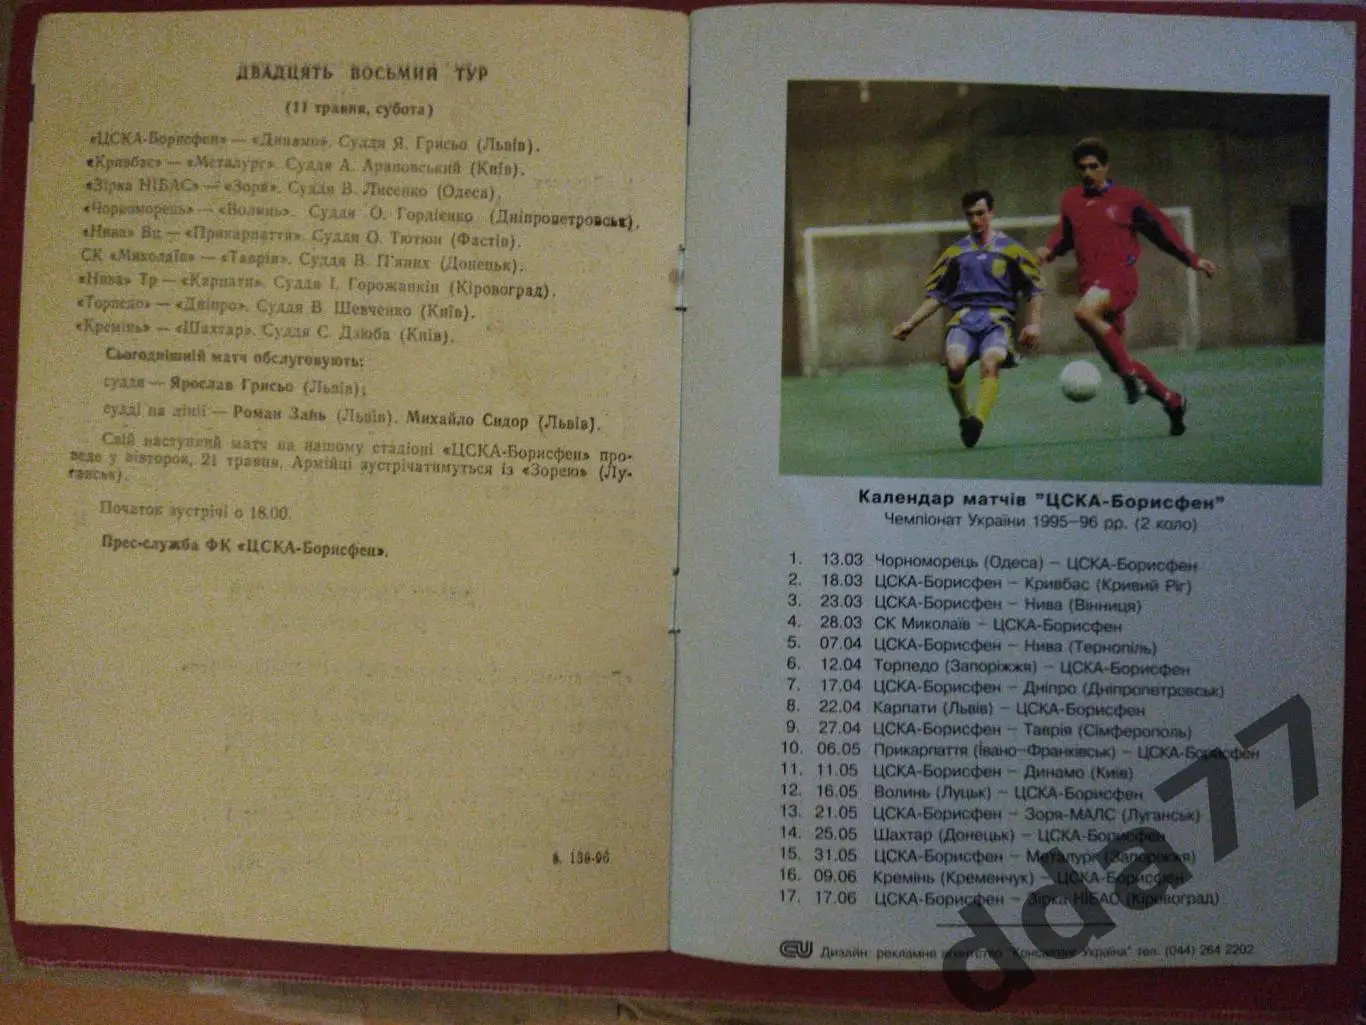 ДВАДЦЯТЬ ВОСЬМИЙ ТУР
(11 травня, субота)
«ЦСКА-Борисфен» — «Динамо». Суддя Я. Грисьо (Львів).
«Кривбас» — «Металург». Суддя А. Арановський (Київ).
«Зірка НІБАС» — «Зоря». Суддя В. Лисенко (Одеса).
«Чорноморець» — «Волинь». Суддя О. Гордієнко (Дніпропетровськ).
«Нива» Вц — «Прикарпаття». Суддя О. Тютюн (Фастів).
СК «Миколаїв» — «Таврія». Суддя В. П'яних (Донецьк).
«Нива» Тр — «Карпати». Суддя І. Горожанкін (Кіровоград).
«Торпедо» — «Дніпро». Суддя В. Шевченко (Київ).
«Кремінь» — «Шахтар». Суддя С. Дзюба (Київ).
Сьогоднішній матч обслуговують:
суддя — Ярослав Грисьо (Львів);
судді на лінії — Роман Зань (Львів). Михайло Сидор (Львів).
Свій наступний матч на нашому стадіоні «ЦСКА-Борисфен» про-
веде у вівторок, 21 травня. Армійці зустрічатимуться із «Зорею» (Лу-
ганськ).
Початок зустрічі о 18.00.
Прес-служба ФК «ЦСКА-Борисфен».
з. 139-96
Календар матчів "ЦСКА-Борисфен"
Чемпіонат України 1995-96 рр. (2 коло)
1. 13.03 Чорноморець (Одеса) - ЦСКА-Борисфен
2. 18.03 ЦСКА-Борисфен - Кривбас (Кривий Ріг)
3. 23.03 ЦСКА-Борисфен - Нива (Вінниця)
4. 28.03 СК Миколаїв - ЦСКА-Борисфен
5. 07.04 ЦСКА-Борисфен - Нива (Тернопіль)
6. 12.04 Торпедо (Запоріжжя) - ЦСКА-Борисфен
7. 17.04 ЦСКА-Борисфен - Дніпро (Дніпропетровськ)
8. 22.04 Карпати (Львів) - ЦСКА-Борисфен
9. 27.04 ЦСКА-Борисфен - Таврія (Сімферополь)
10. 06.05 Прикарпаття (Івано-Франківськ) - ЦСКА-Борисфен
11. 11.05 ЦСКА-Борисфен - Динамо (Київ)
12. 16.05 Волинь (Луцьк) - ЦСКА-Борисфен
13. 21.05 ЦСКА-Борисфен - Зоря-МАЛС (Луганськ)
14. 25.05 Шахтар (Донецьк) - ЦСКА-Борисфен
15. 31.05 ЦСКА-Борисфен - Металург (Запоріжжя)
16. 09.06 Кремінь (Кременчук) - ЦСКА-Борисфен
17. 17.06 ЦСКА-Борисфен - Зірка НІБАС (Кіровоград)
CU Дизайн: рекламне агентство "Консалдзг Україна" тел. (044) 264 2202
dda77